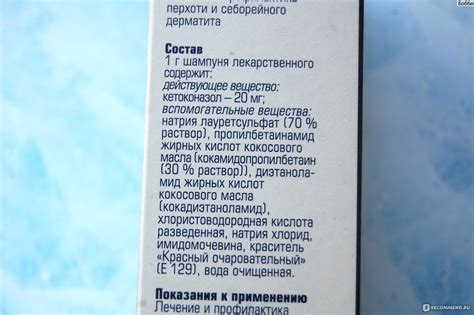 перхоти и себорейного
дерматита
Состав
1 г шампуня лекарственного
содержит:
действующее вещество:
кетоконазол – 20 мг;
вспомогательные вещества:
натрия лауретсульфат (70 %
раствор), пропилбетаинамид
жирных кислот кокосового
масла (кокамидопропилбетаин
(30 % раствор)), диэтанола-
мид жирных кислот
кокосового масла
(кокадиэтаноламид),
хлористоводородная кислота
разведенная, натрия хлорид,
имидомочевина, краситель
«Красный очаровательный»
(Е 129), вода очищенная.
Показания к применению
Лечение и профилактика
IRECOMMEND.RU